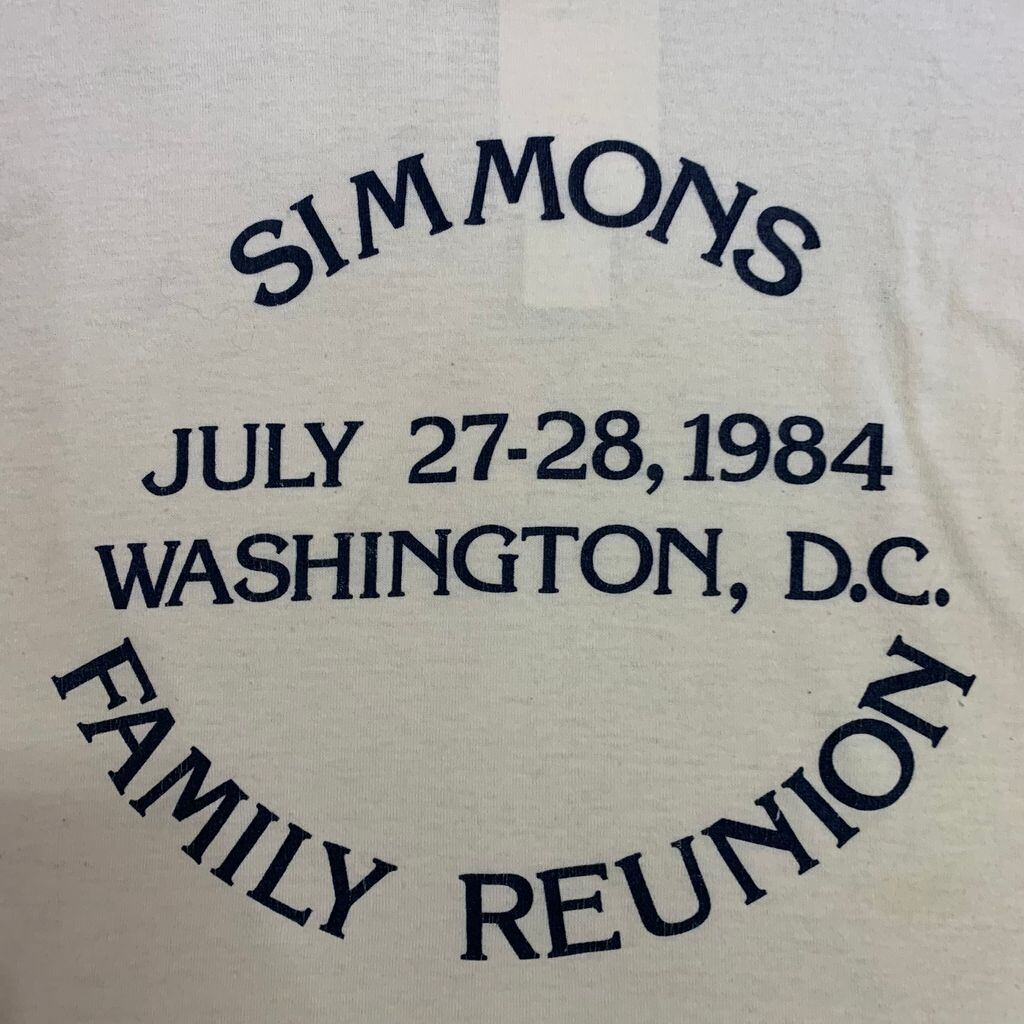 SIMMONS
JULY 27-28, 1984
WASHINGTON, D.C.
FAMILY REUNION